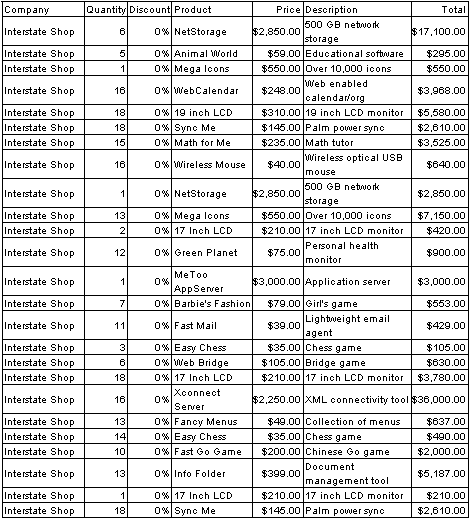 Company Quantity Discount Product Price Description Total
Interstate Shop 6 0% NetStorage $2,850.00 500 GB network storage $17,100.00
Interstate Shop 5 0% Animal World $59.00 Educational software $295.00
Interstate Shop 1 0% Mega Icons $550.00 Over 10,000 icons $550.00
Interstate Shop 16 0% WebCalendar $248.00 Web enabled calendar/org $3,968.00
Interstate Shop 18 0% 19 inch LCD $310.00 19 inch LCD monitor $5,580.00
Interstate Shop 18 0% Sync Me $145.00 Palm power sync $2,610.00
Interstate Shop 15 0% Math for Me $235.00 Math tutor $3,525.00
Interstate Shop 16 0% Wireless Mouse $40.00 Wireless optical USB mouse $640.00
Interstate Shop 1 0% NetStorage $2,850.00 500 GB network storage $2,850.00
Interstate Shop 13 0% Mega Icons $550.00 Over 10,000 icons $7,150.00
Interstate Shop 2 0% 17 Inch LCD $210.00 17 inch LCD monitor $420.00
Interstate Shop 12 0% Green Planet $75.00 Personal health monitor $900.00
Interstate Shop 1 0% MeToo AppServer $3,000.00 Application server $3,000.00
Interstate Shop 7 0% Barbie's Fashion $79.00 Girl's game $553.00
Interstate Shop 11 0% Fast Mail $39.00 Lightweight email agent $429.00
Interstate Shop 3 0% Easy Chess $35.00 Chess game $105.00
Interstate Shop 6 0% Web Bridge $105.00 Bridge game $630.00
Interstate Shop 18 0% 17 Inch LCD $210.00 17 inch LCD monitor $3,780.00
Interstate Shop 16 0% Xconnect Server $2,250.00 XML connectivity tool $36,000.00
Interstate Shop 13 0% Fancy Menus $49.00 Collection of menus $637.00
Interstate Shop 14 0% Easy Chess $35.00 Chess game $490.00
Interstate Shop 10 0% Fast Go Game $200.00 Chinese Go game $2,000.00
Interstate Shop 13 0% Info Folder $399.00 Document management tool $5,187.00
Interstate Shop 1 0% 17 Inch LCD $210.00 17 inch LCD monitor $210.00
Interstate Shop 18 0% Sync Me $145.00 Palm power sync $2,610.00